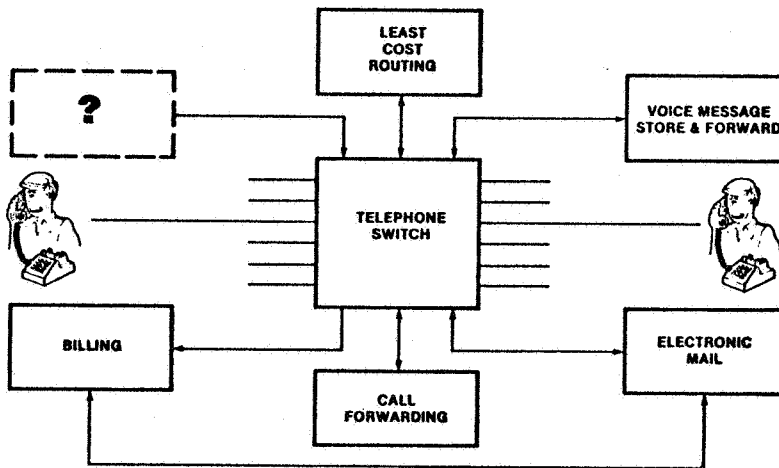 LEAST
COST
ROUTING
?
VOICE MESSAGE
STORE & FORWARD
TELEPHONE
SWITCH
BILLING
ELECTRONIC
MAIL
CALL
FORWARDING